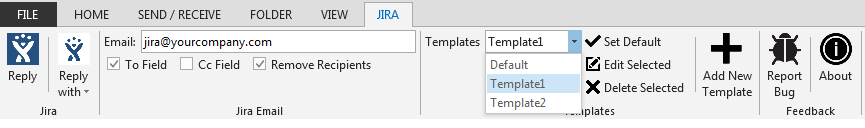 FILE HOME SEND / RECEIVE FOLDER VIEW JIRA
Email: jira@yourcompany.com
To Field Cc Field Remove Recipients
Reply
Reply with
Jira
Jira Email
Templates Template1
Default
Template1
Template2
Set Default
Edit Selected
Delete Selected
Add New
Template
Report
Bug
About
Feedback